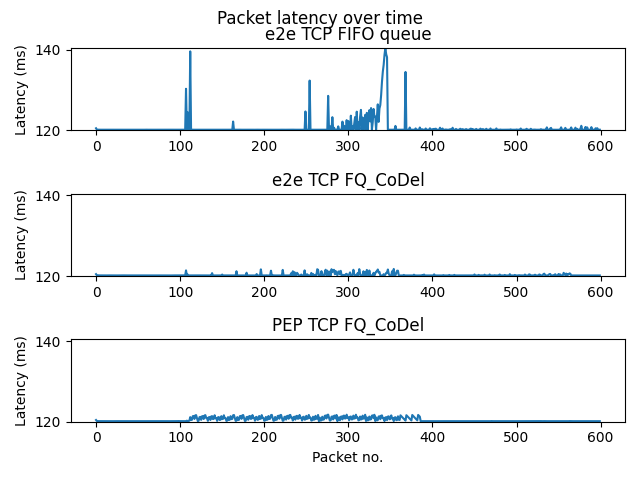 Packet latency over time
e2e TCP FIFO queue
Latency (ms)
140
120
0 100 200 300 400 500 600
e2e TCP FQ_CoDel
Latency (ms)
140
120
0 100 200 300 400 500 600
PEP TCP FQ_CoDel
Latency (ms)
140
120
0 100 200 300 400 500 600
Packet no.